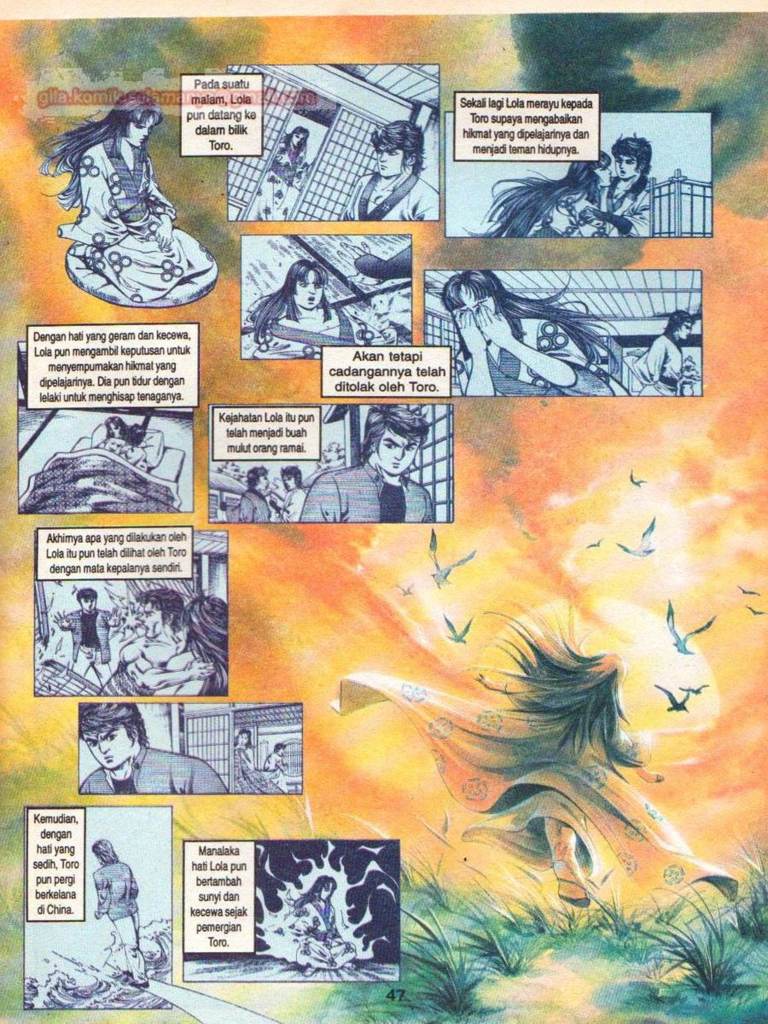 Pada suatu
malam, Lola
pun datang ke
dalam bilik
Toro.
Sekali lagi Lola merayu kepada
Toro supaya mengabaikan
hikmat yang dipelajarinya dan
menjadi teman hidupnya.
Akan tetapi
cadangannya telah
ditolak oleh Toro.
Dengan hati yang geram dan kecewa,
Lola pun mengambil keputusan untuk
menyempurnakan hikmat yang
dipelajarinya. Dia pun tidur dengan
lelaki untuk menghisap tenaganya.
Kejahatan Lola itu pun
telah menjadi buah
mulut orang ramai.
Akhirnya apa yang dilakukan oleh
Lola itu pun telah dilihat oleh Toro
dengan mata kepalanya sendiri.
Kemudian,
dengan
hati yang
sedih, Toro
pun pergi
berkelana
di China.
Manalaka
hati Lola pun
bertambah
sunyi dan
kecewa sejak
pemergian
Toro.
47